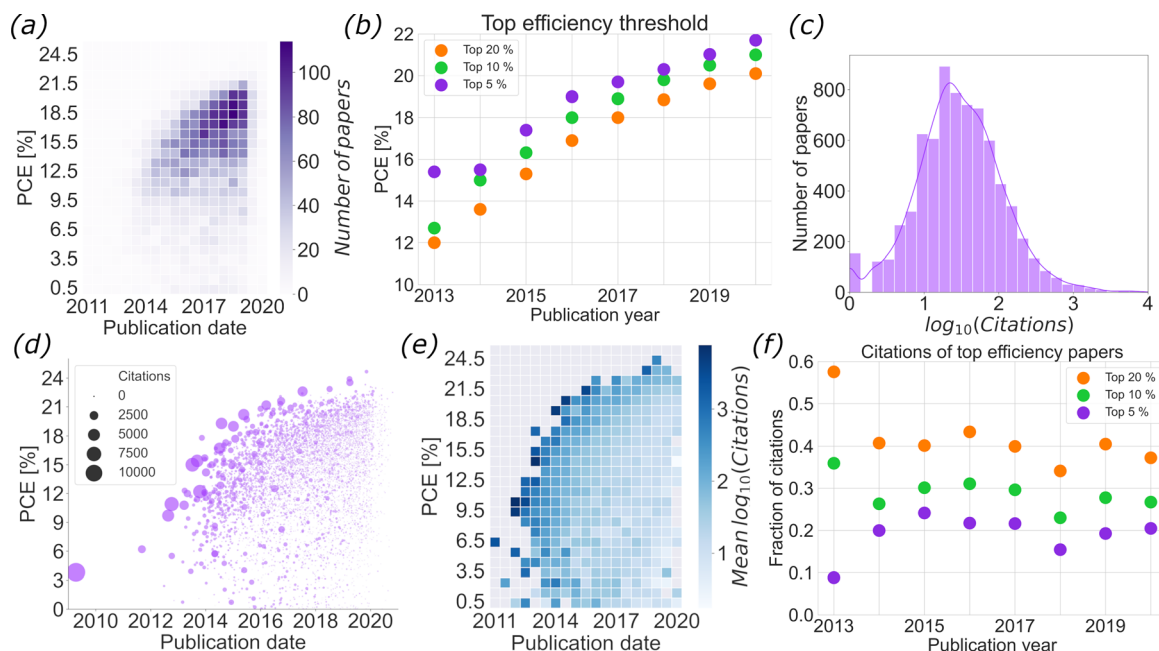 (a)
24.5
21.5
18.5
15.5
12.5
9.5
6.5
3.5
0.5
PCE [%]
2011 2014 2017 2020
Publication date
100
80
60
40
20
0
Number of papers
(b)
Top efficiency threshold
22
20
18
16
14
12
10
PCE [%]
Top 20 %
Top 10 %
Top 5 %
2013 2015 2017 2019
Publication year
(c)
800
600
400
200
0
Number of papers
0 1 2 3 4
log10(Citations)
(d)
24
21
18
15
12
9
6
3
0
PCE [%]
Citations
0
2500
5000
7500
10000
2010 2012 2014 2016 2018 2020
Publication date
(e)
24.5
21.5
18.5
15.5
12.5
9.5
6.5
3.5
0.5
PCE [%]
2011 2014 2017 2020
Publication date
3
2
1
Mean log10(Citations)
(f)
Citations of top efficiency papers
0.6
0.5
0.4
0.3
0.2
0.1
0.0
Fraction of citations
Top 20 %
Top 10 %
Top 5 %
2013 2015 2017 2019
Publication year